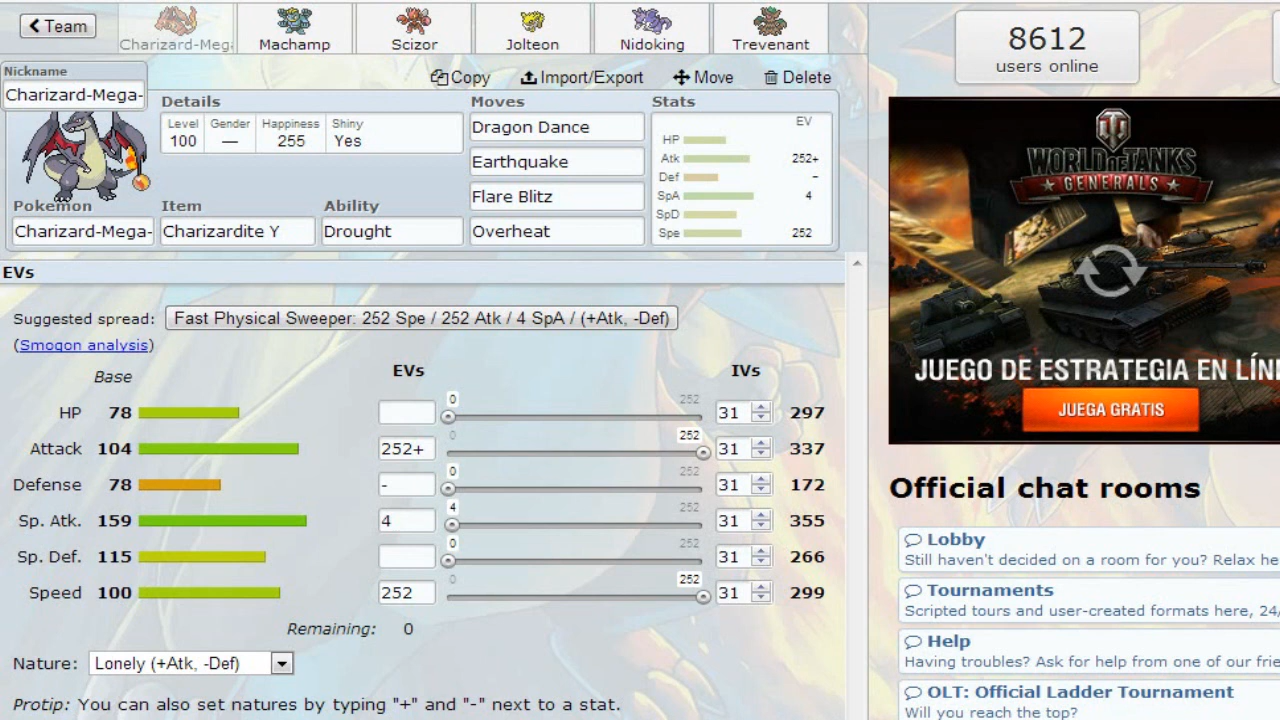 Team
Charizard-Mega-
Machamp
Scizor
Jolteon
Nidoking
Trevenant
8612
users online
Copy
Import/Export
Move
Delete
Nickname
Charizard-Mega-
Details
Level
100
Gender
—
Happiness
255
Shiny
Yes
Moves
Dragon Dance
Earthquake
Flare Blitz
Overheat
Stats
EV
HP
Atk 252+
Def -
SpA 4
SpD
Spe 252
Pokemon
Charizard-Mega-
Item
Charizardite Y
Ability
Drought
WORLD OF TANKS
GENERALS
JUEGO DE ESTRATEGIA EN LÍN
JUEGA GRATIS
EVs
Suggested spread: Fast Physical Sweeper: 252 Spe / 252 Atk / 4 SpA / (+Atk, -Def)
(Smogon analysis)
Base EVs IVs
HP 78 0 252 31 297
Attack 104 252+ 0 252 31 337
Defense 78 - 0 252 31 172
Sp. Atk. 159 4 4 252 31 355
Sp. Def. 115 0 252 31 266
Speed 100 252 0 252 31 299
Remaining: 0
Nature: Lonely (+Atk, -Def)
Protip: You can also set natures by typing "+" and "-" next to a stat.
Official chat rooms
Lobby
Still haven't decided on a room for you? Relax he
Tournaments
Scripted tours and user-created formats here, 24/
Help
Having troubles? Ask for help from one of our frie
OLT: Official Ladder Tournament
Will you reach the top?